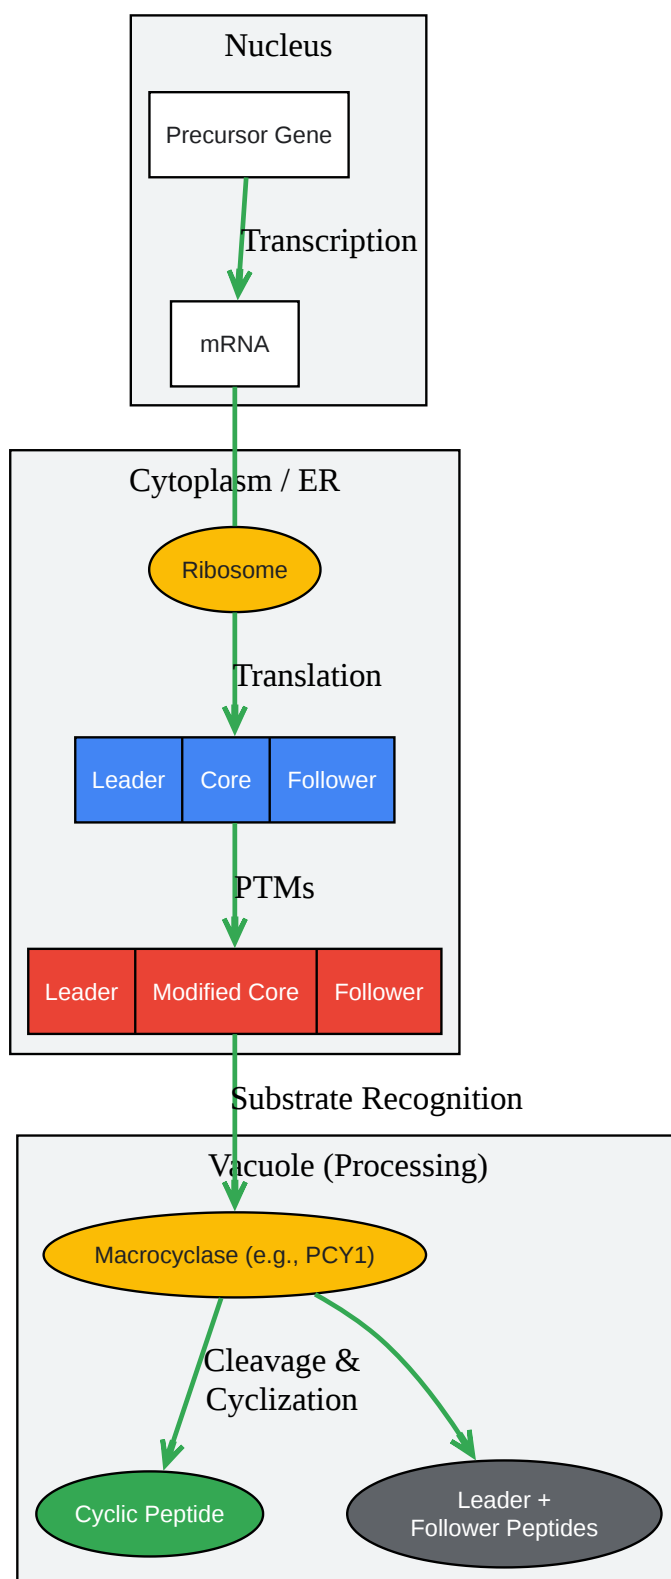 Nucleus
Precursor Gene
Transcription
mRNA
Cytoplasm / ER
Ribosome
Translation
Leader Core Follower
PTMs
Leader Modified Core Follower
Substrate Recognition
Vacuole (Processing)
Macrocyclase (e.g., PCY1)
Cleavage &
Cyclization
Cyclic Peptide
Leader +
Follower Peptides